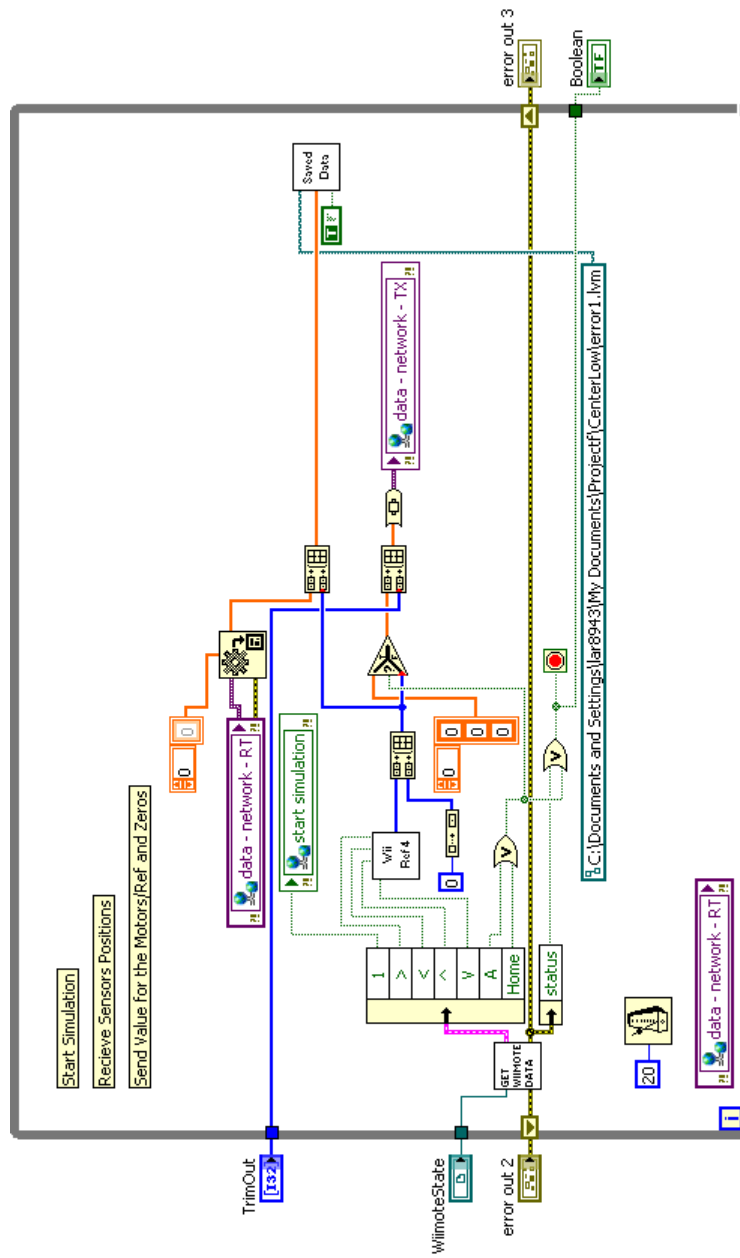 Start Simulation
Recieve Sensors Positions
Send Value for the Motors/Ref and Zeros
TrimOut
[I32]
data - network - RT
0
0
start simulation
Saved
Data
T
data - network - TX
1
>
<
^
V
A
Home
Wii
Ref4
0
0
0
0
0
?
V
V
WiimoteState
GET
WIIMOTE
DATA
status
error out 2
error out 3
Boolean
TF
C:\Documents and Settings\lar8943\My Documents\Projectf\CenterLow\error1.lvm
20
data - network - RT
i